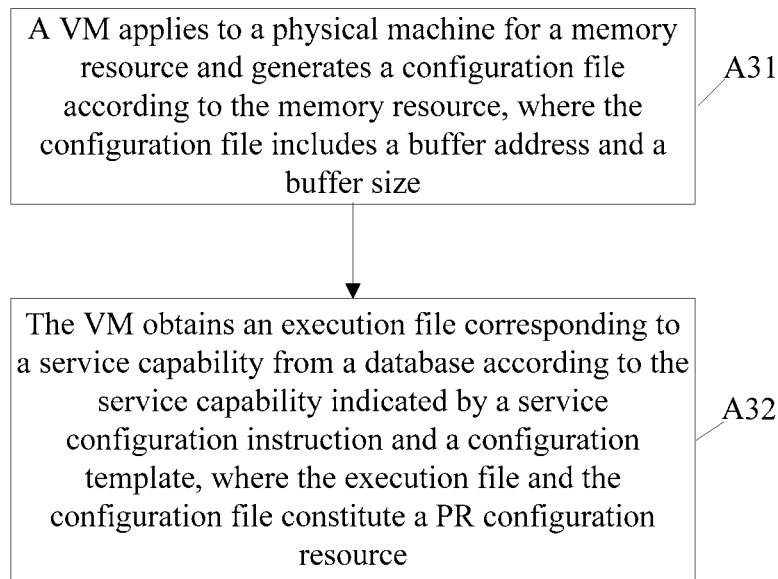 A VM applies to a physical machine for a memory
resource and generates a configuration file
according to the memory resource, where the
configuration file includes a buffer address and a
buffer size
A31
The VM obtains an execution file corresponding to
a service capability from a database according to the
service capability indicated by a service
configuration instruction and a configuration
template, where the execution file and the
configuration file constitute a PR configuration
resource
A32